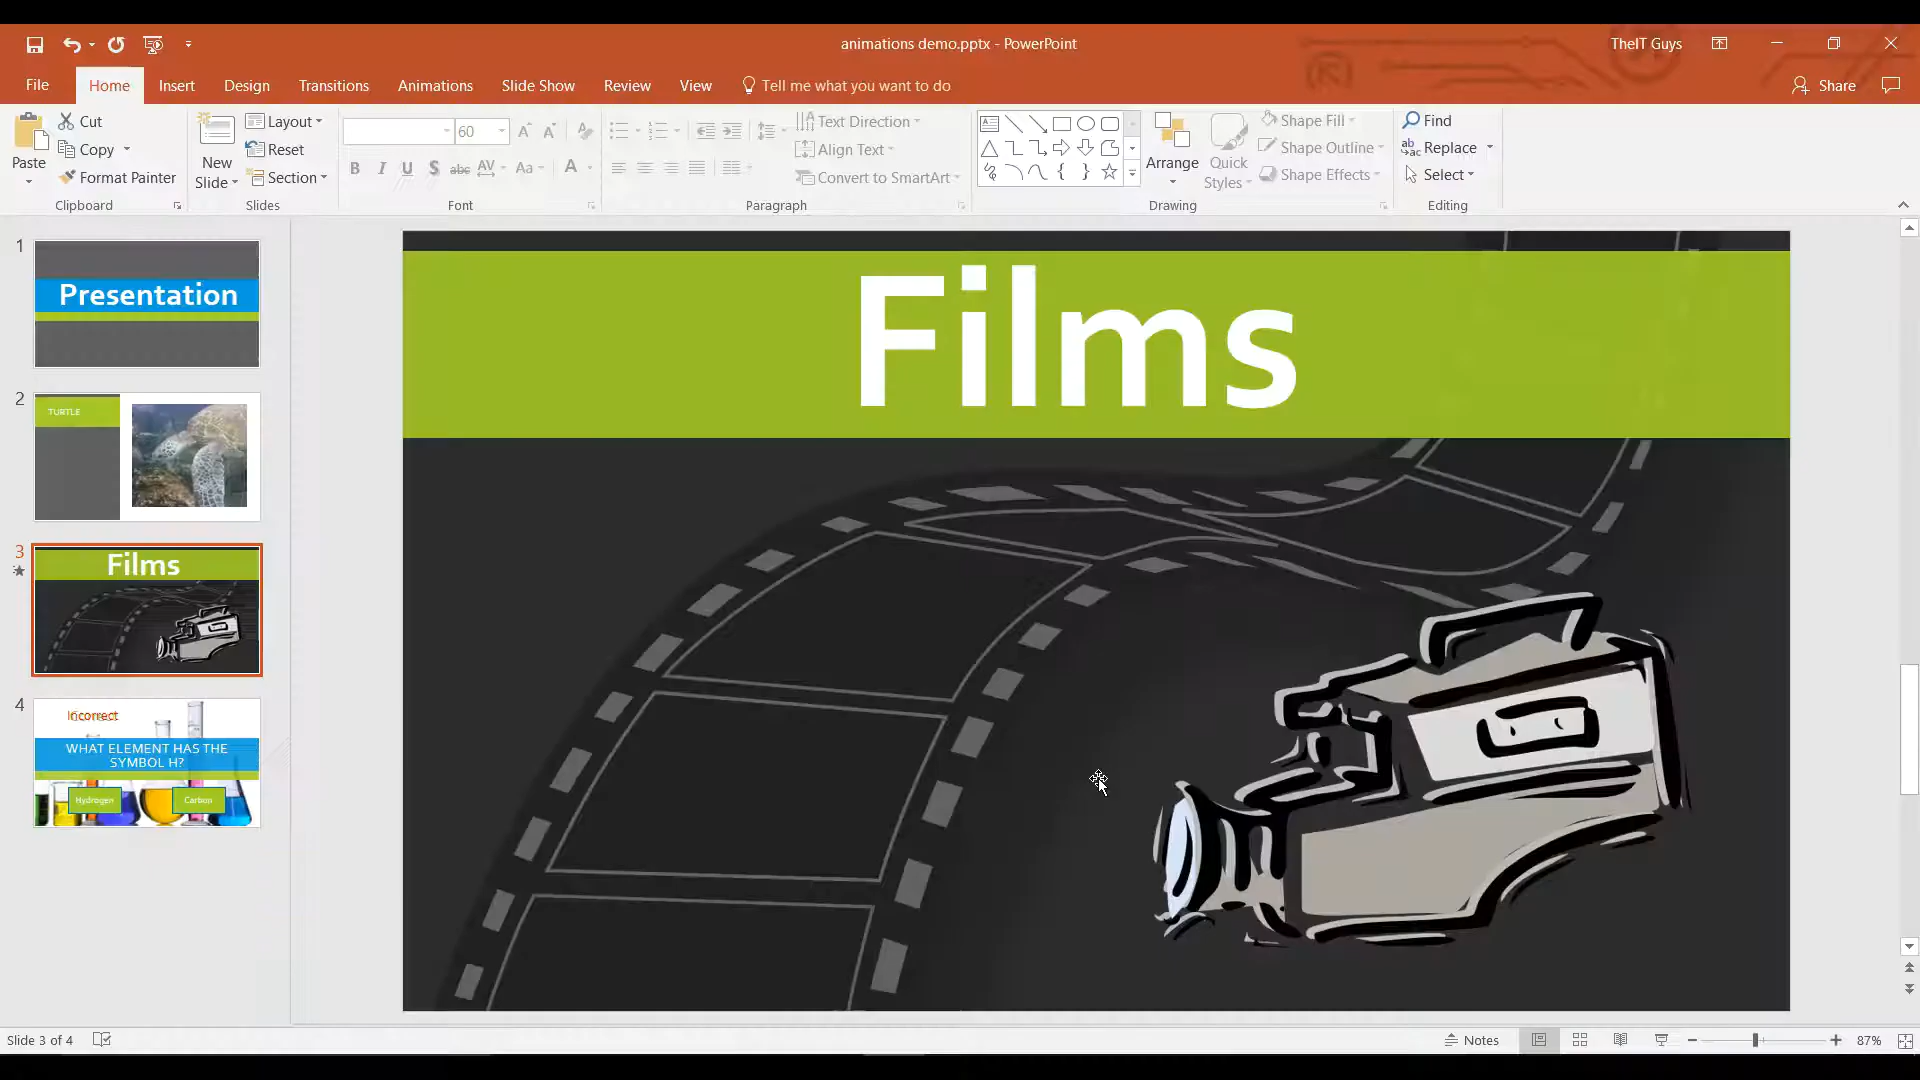 animations demo.pptx - PowerPoint
TheIT Guys
File Home Insert Design Transitions Animations Slide Show Review View Tell me what you want to do
Share
Paste
Cut
Copy
Format Painter
Clipboard
New
Slide
Layout
Reset
Section
Slides
60
B I U S abc AV Aa A
Font
Text Direction
Align Text
Convert to SmartArt
Paragraph
Arrange
Quick
Styles
Shape Fill
Shape Outline
Shape Effects
Drawing
Find
Replace
Select
Editing
1
Presentation
2
TURTLE
3
Films
4
Incorrect
WHAT ELEMENT HAS THE
SYMBOL H?
Hydrogen
Carbon
Films
Slide 3 of 4
Notes
87%